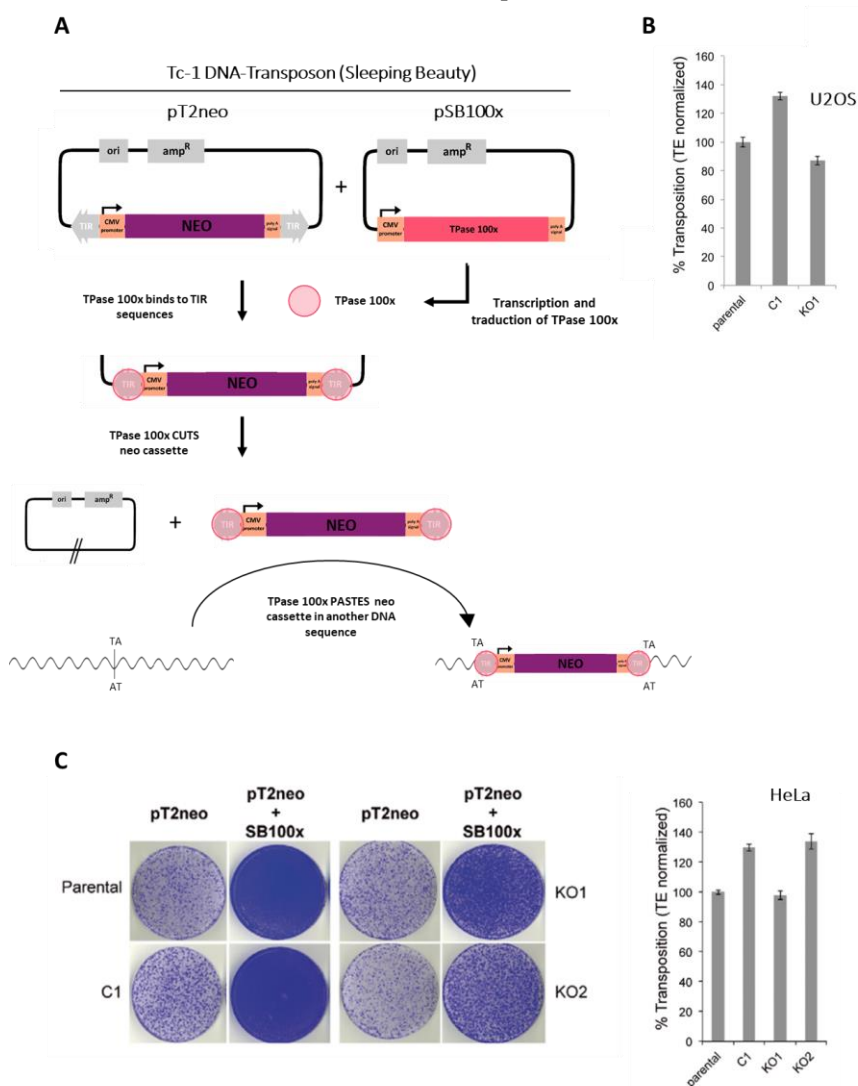 A
B
Tc-1 DNA-Transposon (Sleeping Beauty)
pT2neo
pSB100x
ori
amp^R
ori
amp^R
+
TIR
CMV
promoter
NEO
poly A
signal
TIR
CMV
promoter
TPase 100x
poly A
signal
TPase 100x binds to TIR
sequences
TPase 100x
Transcription and
traduction of TPase 100x
TIR
CMV
promoter
NEO
poly A
signal
TIR
TPase 100x CUTS
neo cassette
ori
amp^R
+
TIR
CMV
promoter
NEO
poly A
signal
TIR
TPase 100x PASTES neo
cassette in another DNA
sequence
TA
AT
TA
TA
TIR
CMV
promoter
NEO
poly A
signal
TIR
AT
AT
% Transposition (TE normalized)
160
140
120
100
80
60
40
20
0
U2OS
parental
C1
KO1
C
pT2neo
pT2neo
+
SB100x
pT2neo
pT2neo
+
SB100x
Parental
KO1
C1
KO2
HeLa
% Transposition (TE normalized)
160
140
120
100
80
60
40
20
0
parental
C1
KO1
KO2